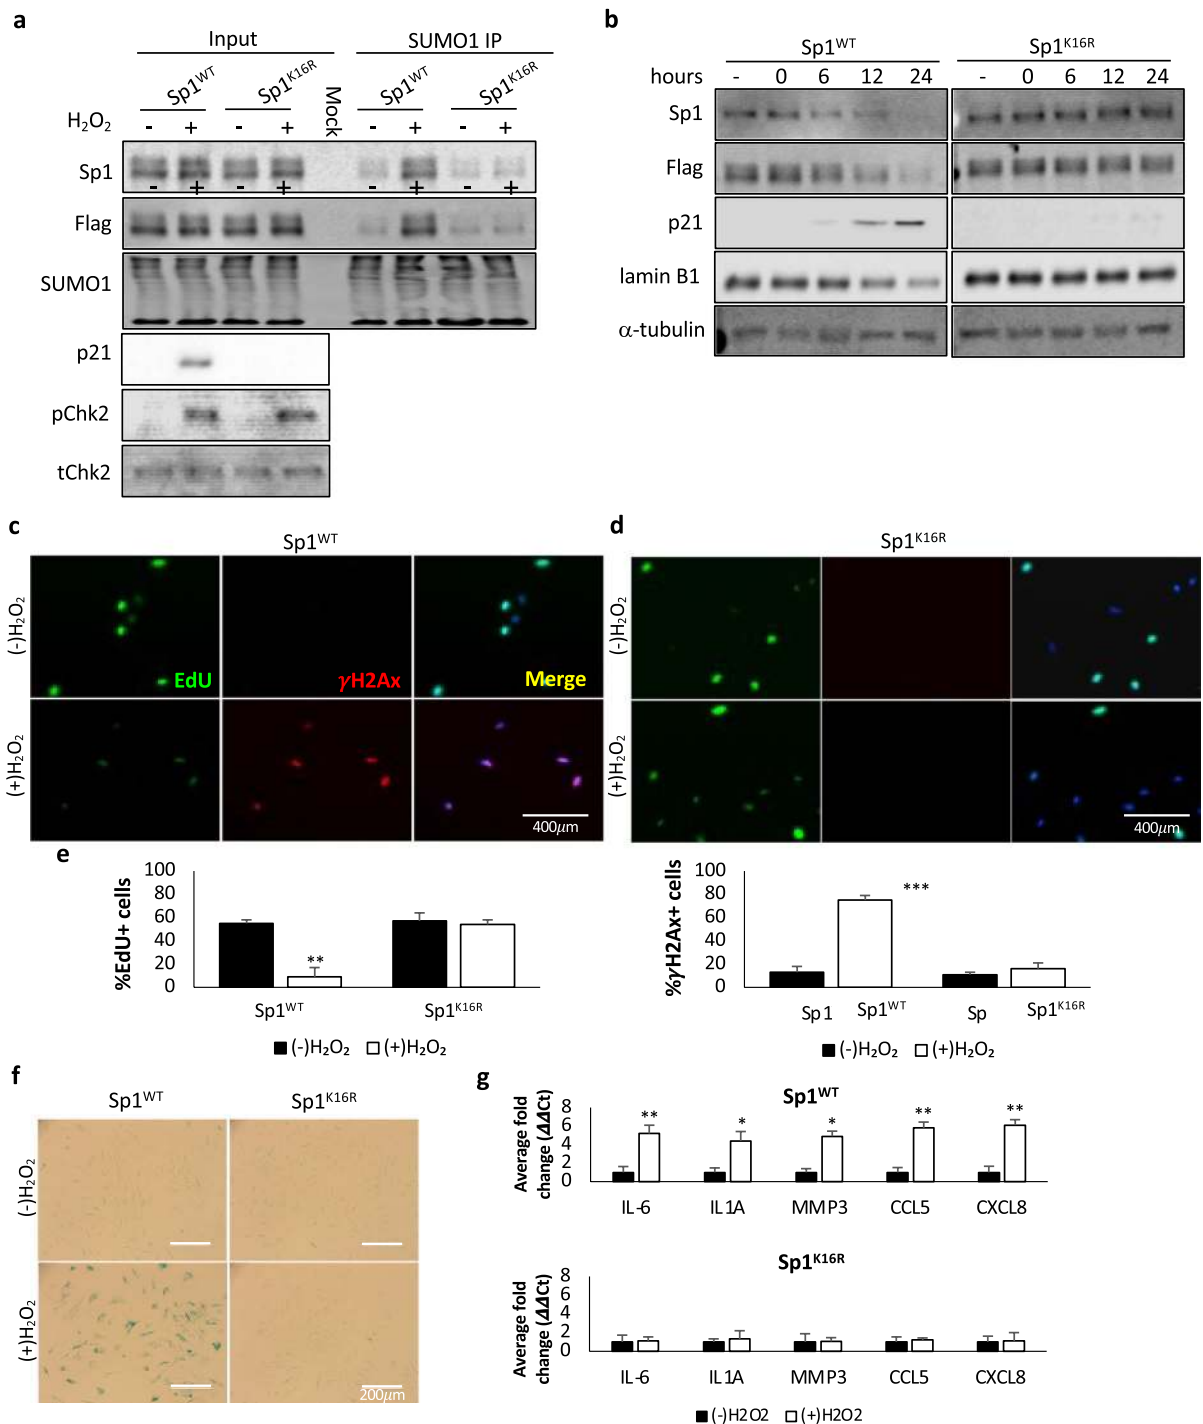 a
Input
SUMO1 IP
Sp1WT
Sp1K16R
Mock
Sp1WT
Sp1K16R
H2O2
- + - + - + - +
Sp1
- + - + - + - +
Flag
SUMO1
p21
pChk2
tChk2
b
Sp1WT
Sp1K16R
hours - 0 6 12 24 - 0 6 12 24
Sp1
Flag
p21
lamin B1
α-tubulin
c
Sp1WT
(-)H2O2
EdU
γH2Ax
Merge
(+)H2O2
400μm
d
Sp1K16R
(-)H2O2
(+)H2O2
400μm
e
%EdU+ cells
100
80
60
40
20
0
**
Sp1WT
Sp1K16R
(-)H2O2 (+)H2O2
%γH2Ax+ cells
100
80
60
40
20
0
***
Sp1 Sp1WT Sp Sp1K16R
(-)H2O2 (+)H2O2
f
Sp1WT
Sp1K16R
(-)H2O2
(+)H2O2
200μm
g
Sp1WT
Average fold
change (ΔΔCt)
8
6
4
2
0
** * * ** **
IL-6 IL1A MMP3 CCL5 CXCL8
Sp1K16R
Average fold
change (ΔΔCt)
8
6
4
2
0
IL-6 IL1A MMP3 CCL5 CXCL8
(-)H2O2 (+)H2O2